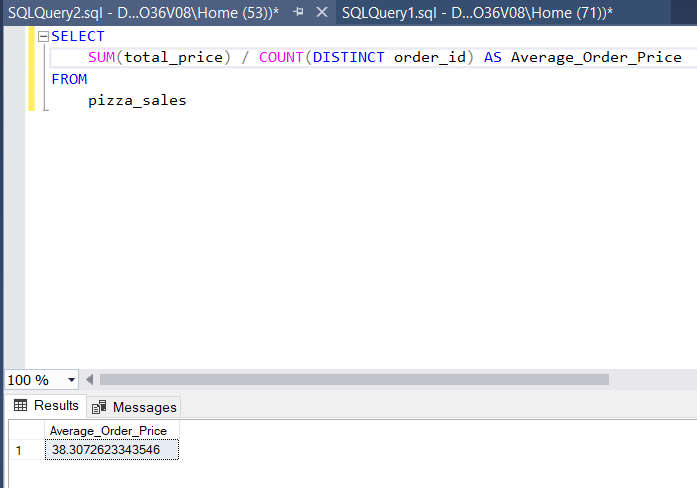 SQLQuery2.sql - D...O36V08\Home (53))* SQLQuery1.sql - D...O36V08\Home (71))*
SELECT
SUM(total_price) / COUNT(DISTINCT order_id) AS Average_Order_Price
FROM
pizza_sales
100 %
Results Messages
Average_Order_Price
1 38.3072623343546